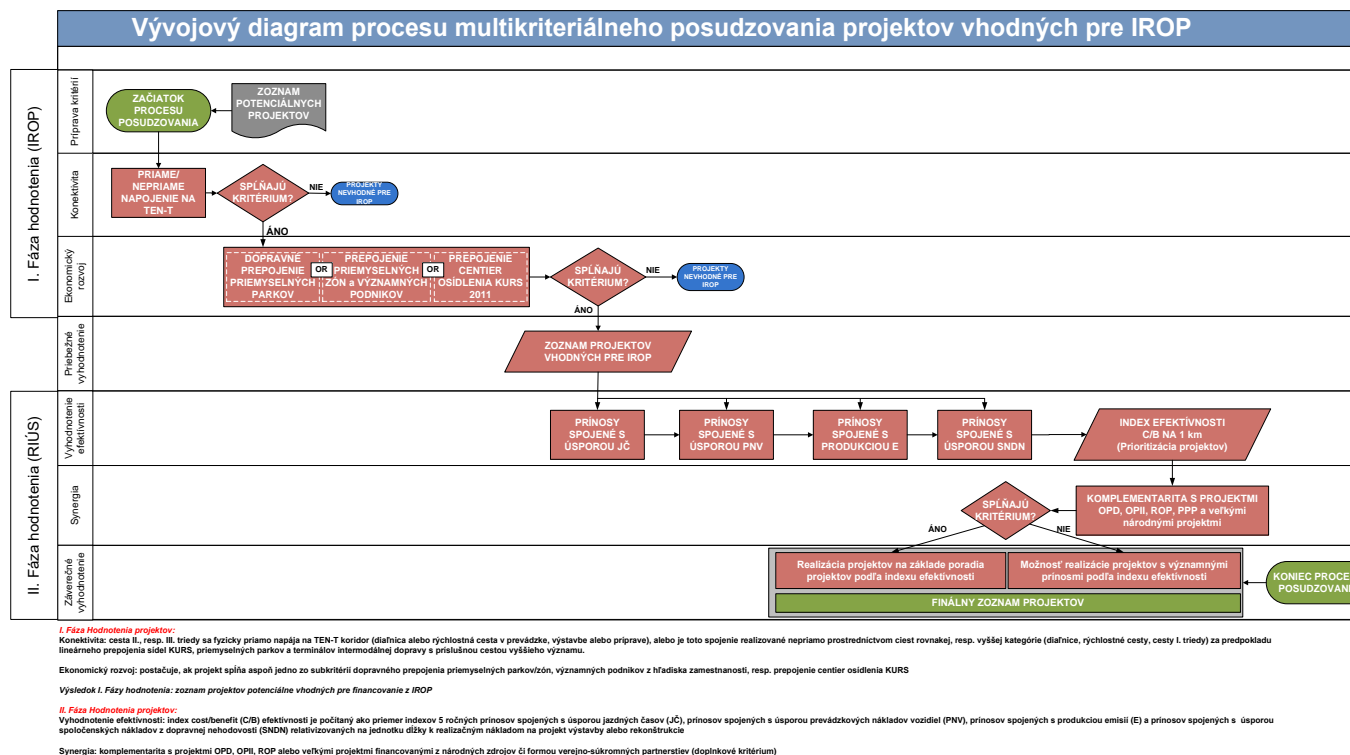 Vývojový diagram procesu multikriteriálneho posudzovania projektov vhodných pre IROP
I. Fáza hodnotenia (IROP)
Príprava kritérií
ZAČIATOK
PROCESU
POSUDZOVANIA
ZOZNAM
POTENCIÁLNYCH
PROJEKTOV
Konektivita
PRIAME/
NEPRIAME
NAPOJENIE NA
TEN-T
SPĹŇAJÚ
KRITÉRIUM?
NIE
PROJEKTY
NEVHODNÉ PRE
IROP
ÁNO
Ekonomický
rozvoj
DOPRAVNÉ
PREPOJENIE
PRIEMYSELNÝCH
PARKOV
OR
PREPOJENIE
PRIEMYSELNÝCH
ZÓN a VÝZNAMNÝCH
PODNIKOV
OR
PREPOJENIE
CENTIER
OSÍDLENIA KURS
2011
SPĹŇAJÚ
KRITÉRIUM?
NIE
PROJEKTY
NEVHODNÉ PRE
IROP
ÁNO
Priebežné
vyhodnotenie
ZOZNAM PROJEKTOV
VHODNÝCH PRE IROP
II. Fáza hodnotenia (RIÚS)
Vyhodnotenie
efektívnosti
PRÍNOSY
SPOJENÉ S
ÚSPOROU JČ
PRÍNOSY
SPOJENÉ S
ÚSPOROU PNV
PRÍNOSY
SPOJENÉ S
PRODUKCIOU E
PRÍNOSY
SPOJENÉ S
ÚSPOROU SNDN
INDEX EFEKTÍVNOSTI
C/B NA 1 km
(Prioritizácia projektov)
Synergia
SPĹŇAJÚ
KRITÉRIUM?
KOMPLEMENTARITA S PROJEKTMI
OPD, OPII, ROP, PPP a veľkými
národnými projektmi
ÁNO
NIE
Záverečné
vyhodnotenie
Realizácia projektov na základe poradia
projektov podľa indexu efektívnosti
Možnosť realizácie projektov s významnými
prínosmi podľa indexu efektívnosti
FINÁLNY ZOZNAM PROJEKTOV
KONIEC PROCE
POSUDZOVANI
I. Fáza Hodnotenia projektov:
Konektivita: cesta II., resp. III. triedy sa fyzicky priamo napája na TEN-T koridor (diaľnica alebo rýchlostná cesta v prevádzke, výstavbe alebo príprave), alebo je toto spojenie realizované nepriamo prostredníctvom ciest rovnakej, resp. vyššej kategórie (diaľnice, rýchlostné cesty, cesty I. triedy) za predpokladu
lineárneho prepojenia sídel KURS, priemyselných parkov a terminálov intermodálnej dopravy s príslušnou cestou vyššieho významu.
Ekonomický rozvoj: postačuje, ak projekt spĺňa aspoň jedno zo subkritérií dopravného prepojenia priemyselných parkov/zón, významných podnikov z hľadiska zamestnanosti, resp. prepojenie centier osídlenia KURS
Výsledok I. Fázy hodnotenia: zoznam projektov potenciálne vhodných pre financovanie z IROP
II. Fáza Hodnotenia projektov:
Vyhodnotenie efektívnosti: index cost/benefit (C/B) efektívnosti je počítaný ako priemer indexov 5 ročných prínosov spojených s úsporou jazdných časov (JČ), prínosov spojených s úsporou prevádzkových nákladov vozidiel (PNV), prínosov spojených s produkciou emisií (E) a prínosov spojených s úsporou
spoločenských nákladov z dopravnej nehodovosti (SNDN) relativizovaných na jednotku dĺžky k realizačným nákladom na projekt výstavby alebo rekonštrukcie
Synergia: komplementarita s projektmi OPD, OPII, ROP alebo veľkými projektmi financovanými z národných zdrojov či formou verejno-súkromných partnerstiev (doplnkové kritérium)